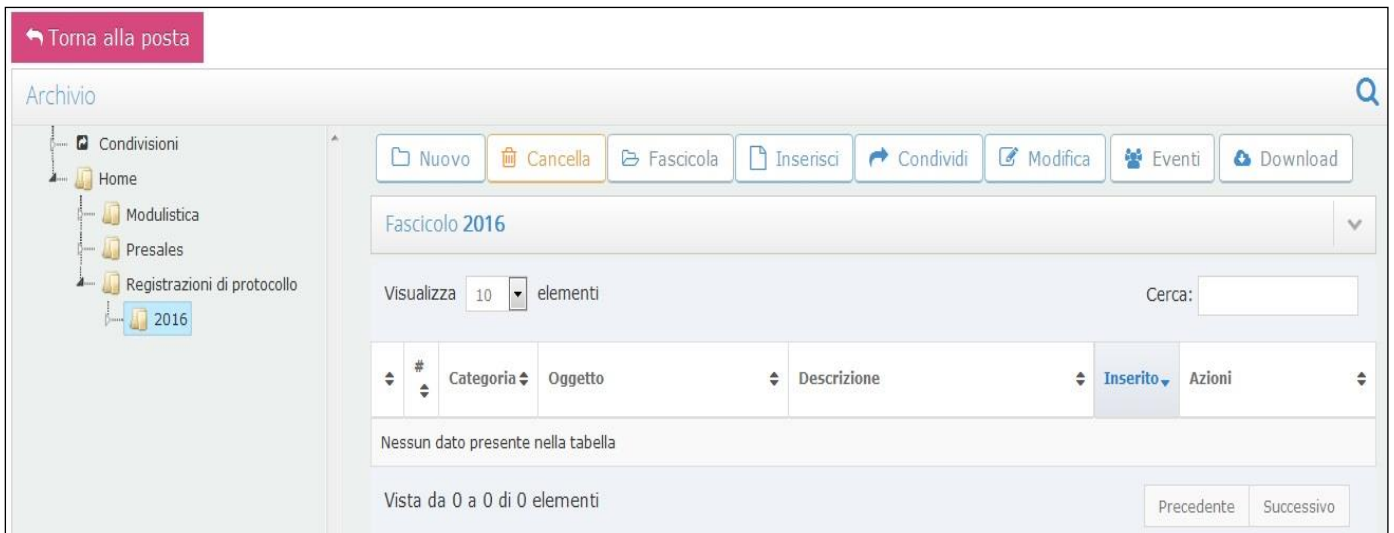 Torna alla posta
Archivio
Condivisioni
Home
Modulistica
Presales
Registrazioni di protocollo
2016
Nuovo Cancella Fascicola Inserisci Condividi Modifica Eventi Download
Fascicolo 2016
Visualizza 10 elementi Cerca:
# Categoria Oggetto Descrizione Inserito Azioni
Nessun dato presente nella tabella
Vista da 0 a 0 di 0 elementi
Precedente Successivo